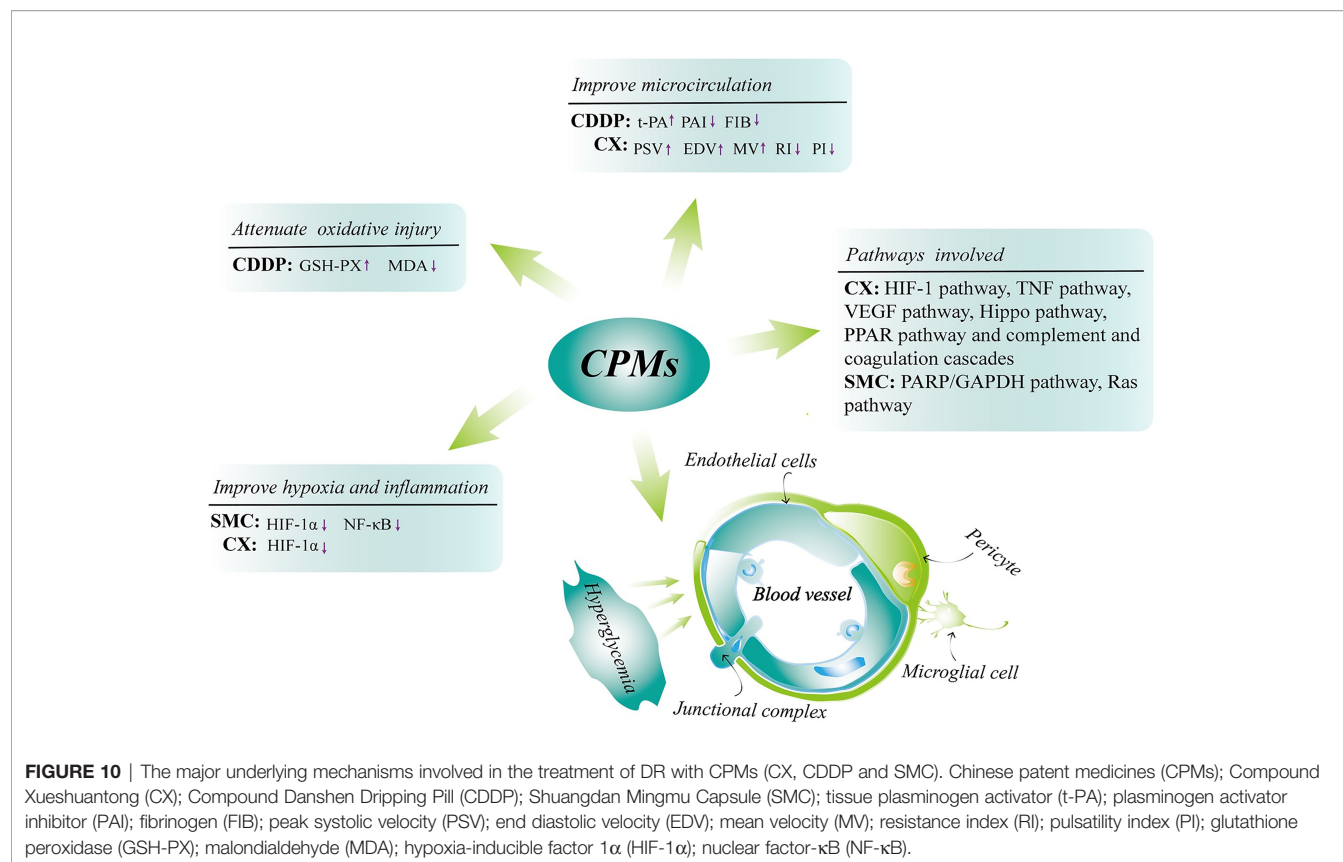 Improve microcirculation
CDDP: t-PA↑ PAI↓ FIB↓
CX: PSV↑ EDV↑ MV↑ RI↓ PI↓
Attenuate oxidative injury
CDDP: GSH-PX↑ MDA↓
Pathways involved
CX: HIF-1 pathway, TNF pathway,
VEGF pathway, Hippo pathway,
PPAR pathway and complement and
coagulation cascades
SMC: PARP/GAPDH pathway, Ras
pathway
CPMs
Improve hypoxia and inflammation
SMC: HIF-1α↓ NF-κB↓
CX: HIF-1α↓
Endothelial cells
Pericyte
Blood vessel
Hyperglycemia
Microglial cell
Junctional complex
FIGURE 10 | The major underlying mechanisms involved in the treatment of DR with CPMs (CX, CDDP and SMC). Chinese patent medicines (CPMs); Compound
Xueshuantong (CX); Compound Danshen Dripping Pill (CDDP); Shuangdan Mingmu Capsule (SMC); tissue plasminogen activator (t-PA); plasminogen activator
inhibitor (PAI); fibrinogen (FIB); peak systolic velocity (PSV); end diastolic velocity (EDV); mean velocity (MV); resistance index (RI); pulsatility index (PI); glutathione
peroxidase (GSH-PX); malondialdehyde (MDA); hypoxia-inducible factor 1α (HIF-1α); nuclear factor-κB (NF-κB).